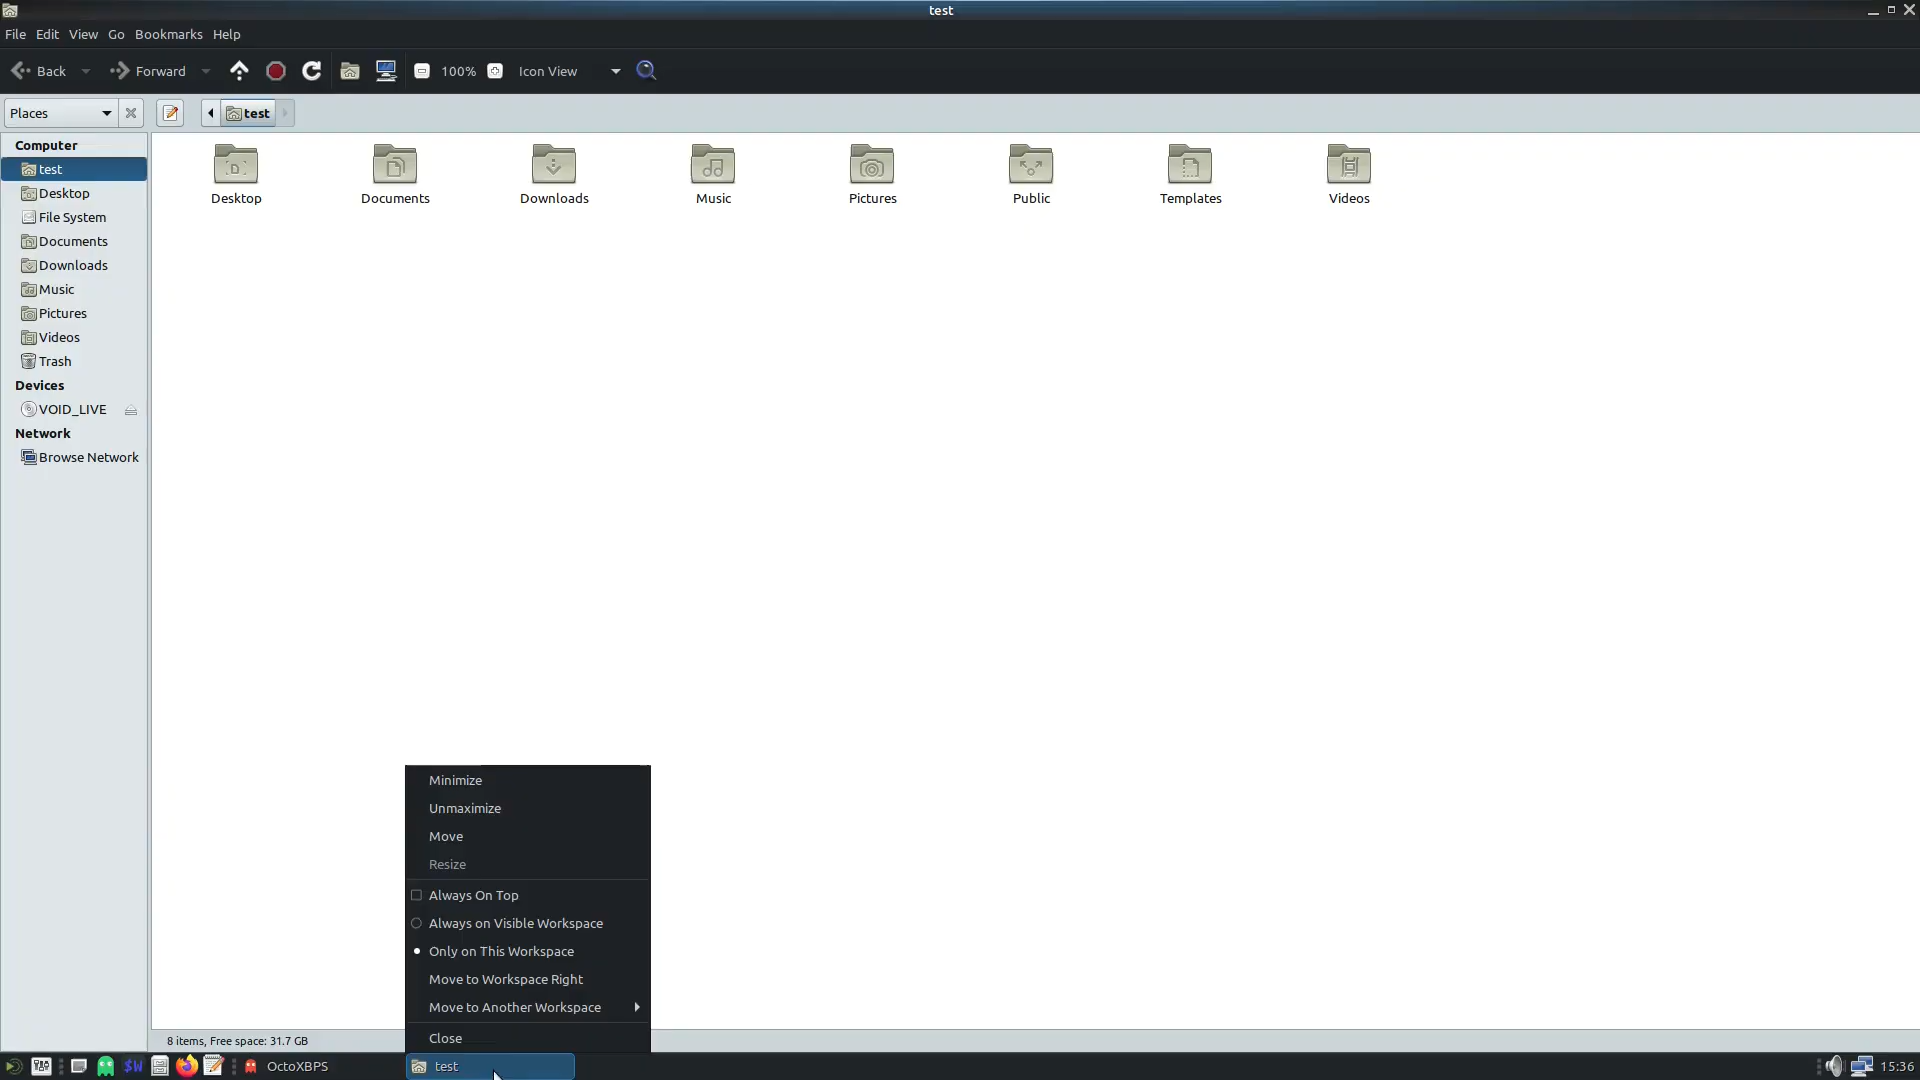 test
File Edit View Go Bookmarks Help
Back Forward 100% Icon View
Places test
Computer
test
Desktop
File System
Documents
Downloads
Music
Pictures
Videos
Trash
Devices
VOID_LIVE
Network
Browse Network
Desktop Documents Downloads Music Pictures Public Templates Videos
Minimize
Unmaximize
Move
Resize
Always On Top
Always on Visible Workspace
Only on This Workspace
Move to Workspace Right
Move to Another Workspace
Close
8 items, Free space: 31.7 GB
$W OctoXBPS test 15:36